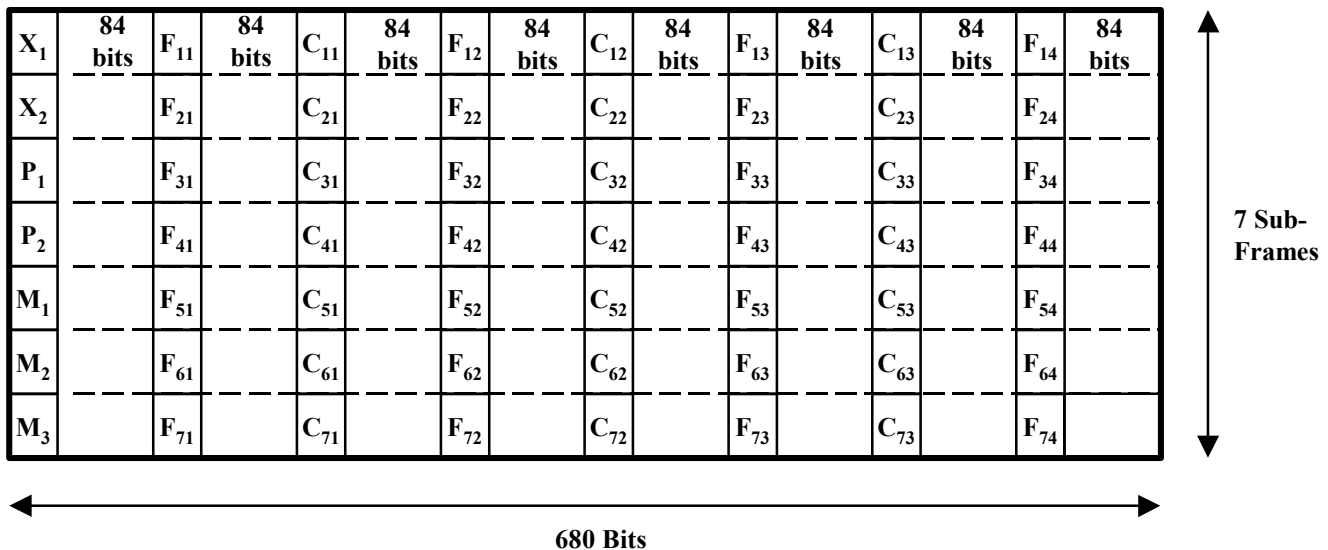 X1 84 bits F11 84 bits C11 84 bits F12 84 bits C12 84 bits F13 84 bits C13 84 bits F14 84 bits
X2 F21 C21 F22 C22 F23 C23 F24
P1 F31 C31 F32 C32 F33 C33 F34
P2 F41 C41 F42 C42 F43 C43 F44
M1 F51 C51 F52 C52 F53 C53 F54
M2 F61 C61 F62 C62 F63 C63 F64
M3 F71 C71 F72 C72 F73 C73 F74
7 Sub-
Frames
680 Bits